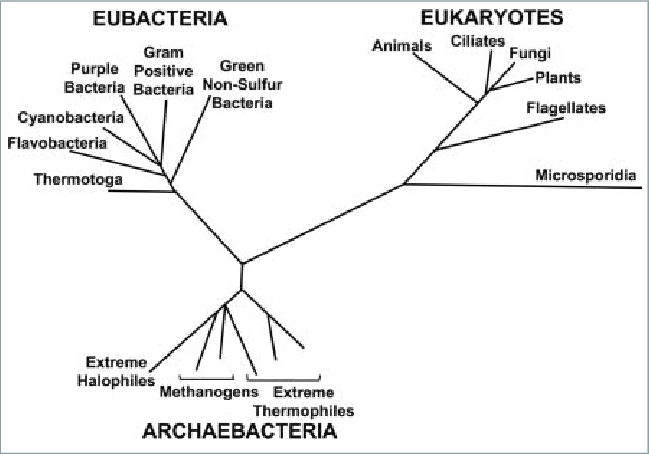 EUBACTERIA
EUKARYOTES
Purple
Bacteria
Gram
Positive
Bacteria
Green
Non-Sulfur
Bacteria
Cyanobacteria
Flavobacteria
Thermotoga
Animals
Ciliates
Fungi
Plants
Flagellates
Microsporidia
Extreme
Halophiles
Methanogens
Extreme
Thermophiles
ARCHAEBACTERIA